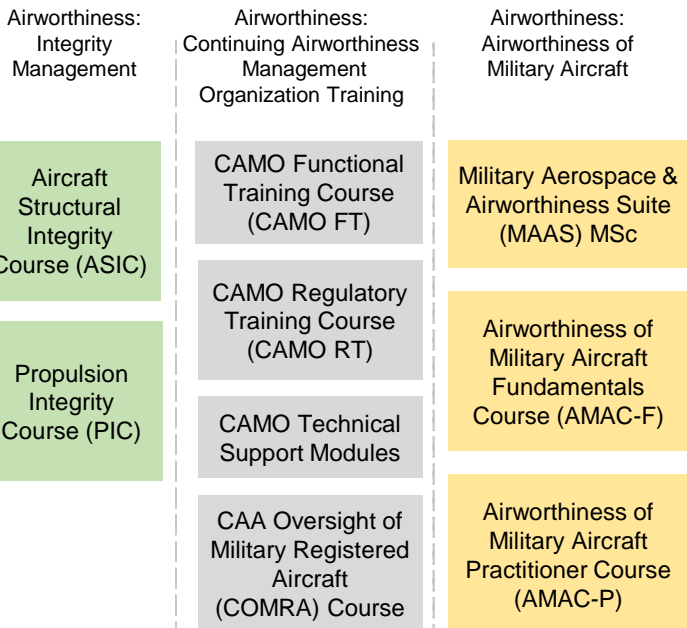 Airworthiness:
Integrity
Management
Airworthiness:
Continuing Airworthiness
Management
Organization Training
Airworthiness:
Airworthiness of
Military Aircraft
Aircraft
Structural
Integrity
Course (ASIC)
Propulsion
Integrity
Course (PIC)
CAMO Functional
Training Course
(CAMO FT)
CAMO Regulatory
Training Course
(CAMO RT)
CAMO Technical
Support Modules
CAA Oversight of
Military Registered
Aircraft
(COMRA) Course
Military Aerospace &
Airworthiness Suite
(MAAS) MSc
Airworthiness of
Military Aircraft
Fundamentals
Course (AMAC-F)
Airworthiness of
Military Aircraft
Practitioner Course
(AMAC-P)